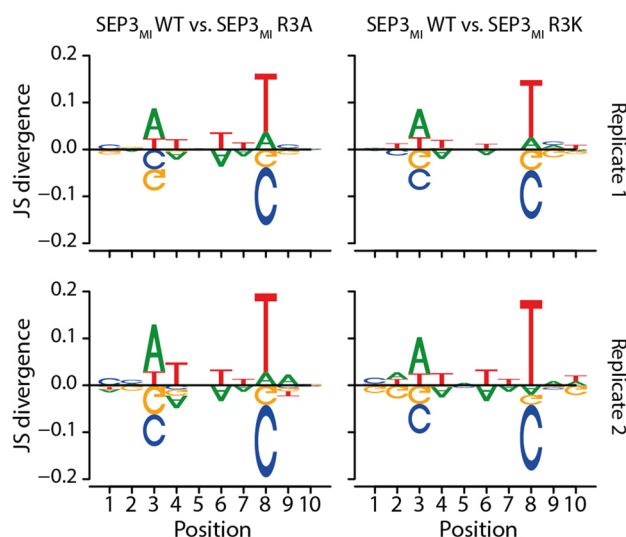 SEP3MI WT vs. SEP3MI R3A
SEP3MI WT vs. SEP3MI R3K
0.2
0.1
0.0
−0.1
−0.2
JS divergence
Replicate 1
0.2
0.1
0.0
−0.1
−0.2
JS divergence
Replicate 2
1 2 3 4 5 6 7 8 9 10
1 2 3 4 5 6 7 8 9 10
Position
Position